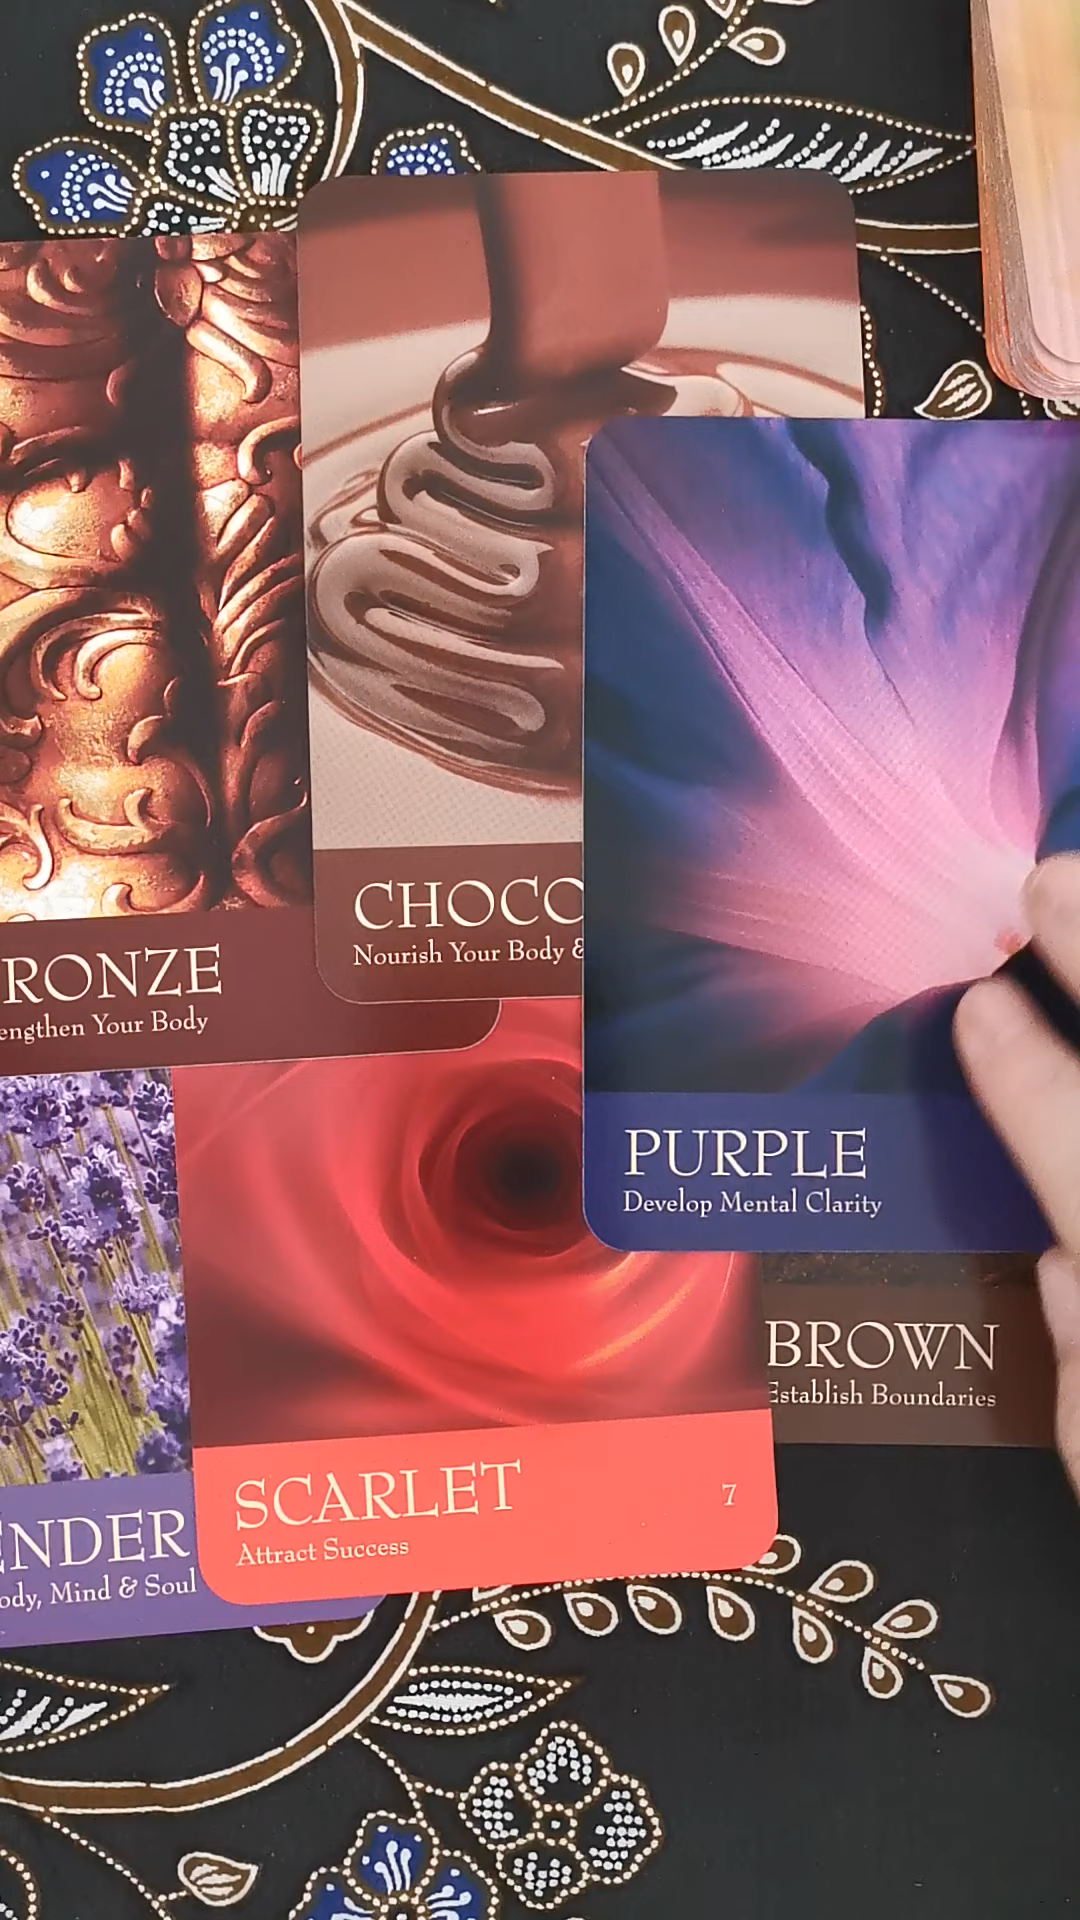 CHOCO
Nourish Your Body &
RONZE
engthen Your Body
PURPLE
Develop Mental Clarity
BROWN
Establish Boundaries
SCARLET
7
Attract Success
ENDER
ody, Mind & Soul